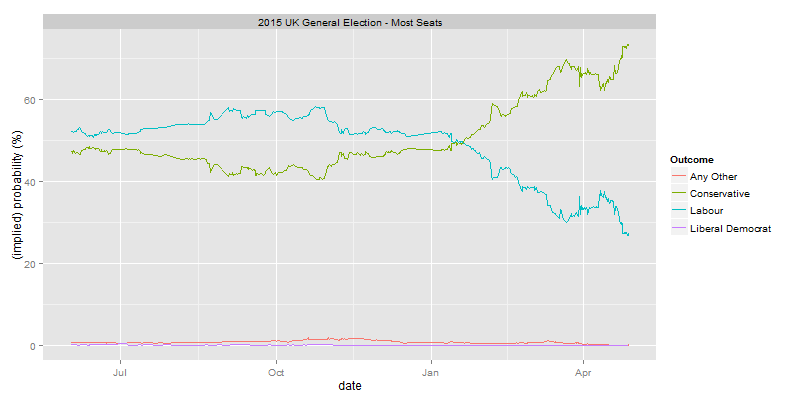 2015 UK General Election - Most Seats
60
40
20
0
(implied) probability (%)
Jul
Oct
Jan
Apr
date
Outcome
Any Other
Conservative
Labour
Liberal Democrat